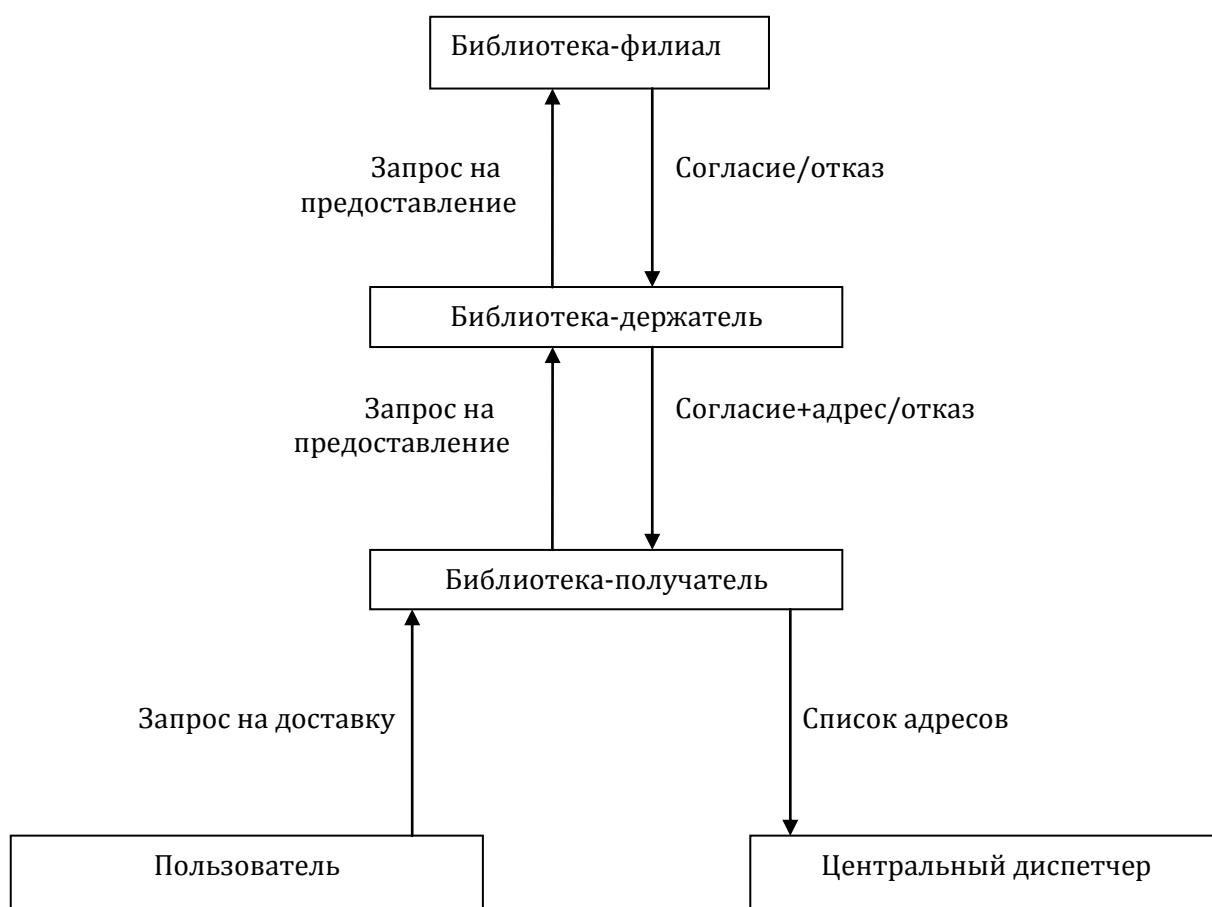 Библиотека-филиал
Запрос на
предоставление
Согласие/отказ
Библиотека-держатель
Запрос на
предоставление
Согласие+адрес/отказ
Библиотека-получатель
Запрос на доставку
Список адресов
Пользователь
Центральный диспетчер